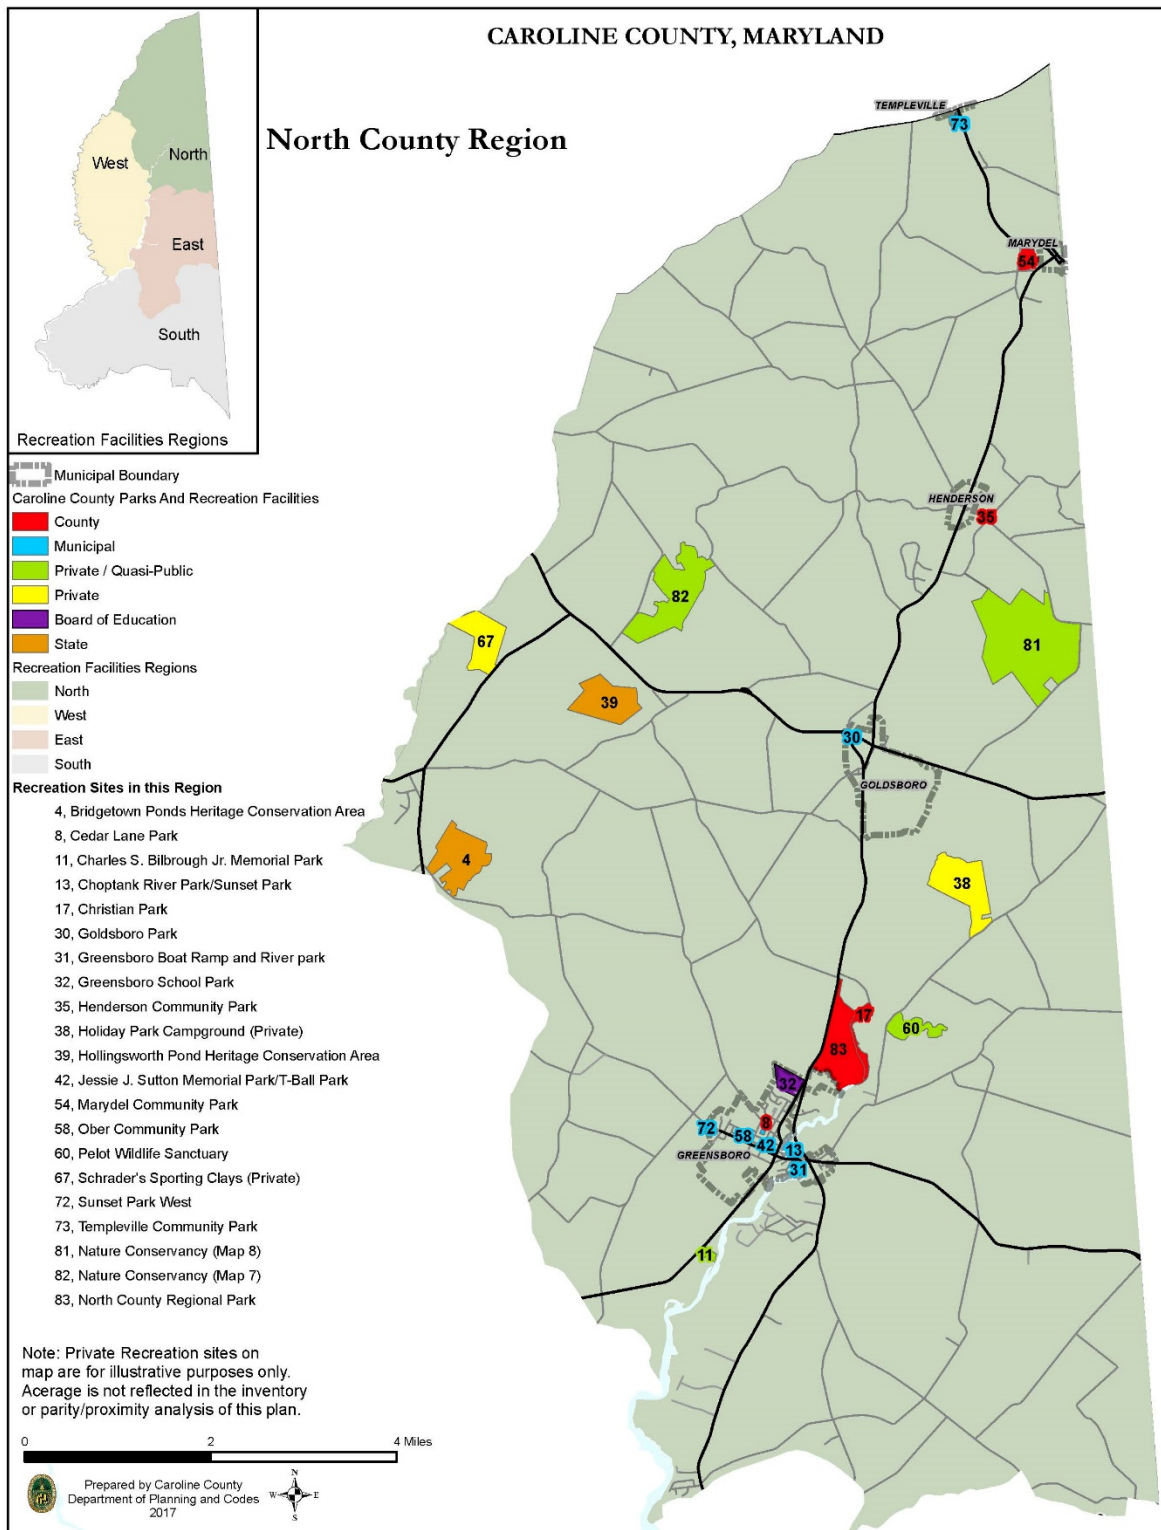 CAROLINE COUNTY, MARYLAND
North County Region
West
North
East
South
Recreation Facilities Regions
Municipal Boundary
Caroline County Parks And Recreation Facilities
County
Municipal
Private / Quasi-Public
Private
Board of Education
State
Recreation Facilities Regions
North
West
East
South
Recreation Sites in this Region
4, Bridgetown Ponds Heritage Conservation Area
8, Cedar Lane Park
11, Charles S. Bilbrough Jr. Memorial Park
13, Choptank River Park/Sunset Park
17, Christian Park
30, Goldsboro Park
31, Greensboro Boat Ramp and River park
32, Greensboro School Park
35, Henderson Community Park
38, Holiday Park Campground (Private)
39, Hollingsworth Pond Heritage Conservation Area
42, Jessie J. Sutton Memorial Park/T-Ball Park
54, Marydel Community Park
58, Ober Community Park
60, Pelot Wildlife Sanctuary
67, Schrader's Sporting Clays (Private)
72, Sunset Park West
73, Templeville Community Park
81, Nature Conservancy (Map 8)
82, Nature Conservancy (Map 7)
83, North County Regional Park
Note: Private Recreation sites on
map are for illustrative purposes only.
Acerage is not reflected in the inventory
or parity/proximity analysis of this plan.
0 2 4 Miles
Prepared by Caroline County
Department of Planning and Codes
2017
N
W E
S
TEMPLEVILLE
73
MARYDEL
54
HENDERSON
35
82
81
67
39
30
GOLDSBORO
4
38
17
60
83
32
8
72
58
42
13
GREENSBORO
31
11